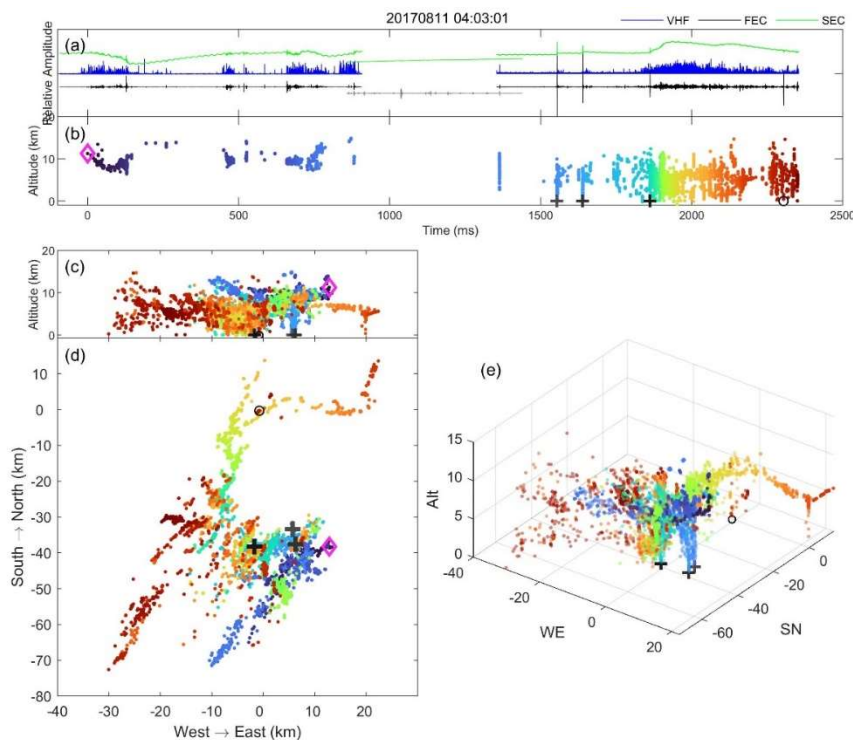 20170811 04:03:01
VHF FEC SEC
(a)
Relative Amplitude
(b)
Altitude (km)
20
10
0
0 500 1000 1500 2000 2500
Time (ms)
(c)
Altitude (km)
20
10
0
(d)
South → North (km)
10
0
-10
-20
-30
-40
-50
-60
-70
-80
-40 -30 -20 -10 0 10 20 30
West → East (km)
(e)
Alt
15
10
5
0
-40 -20 0 20
WE
-60 -40 -20 0
SN